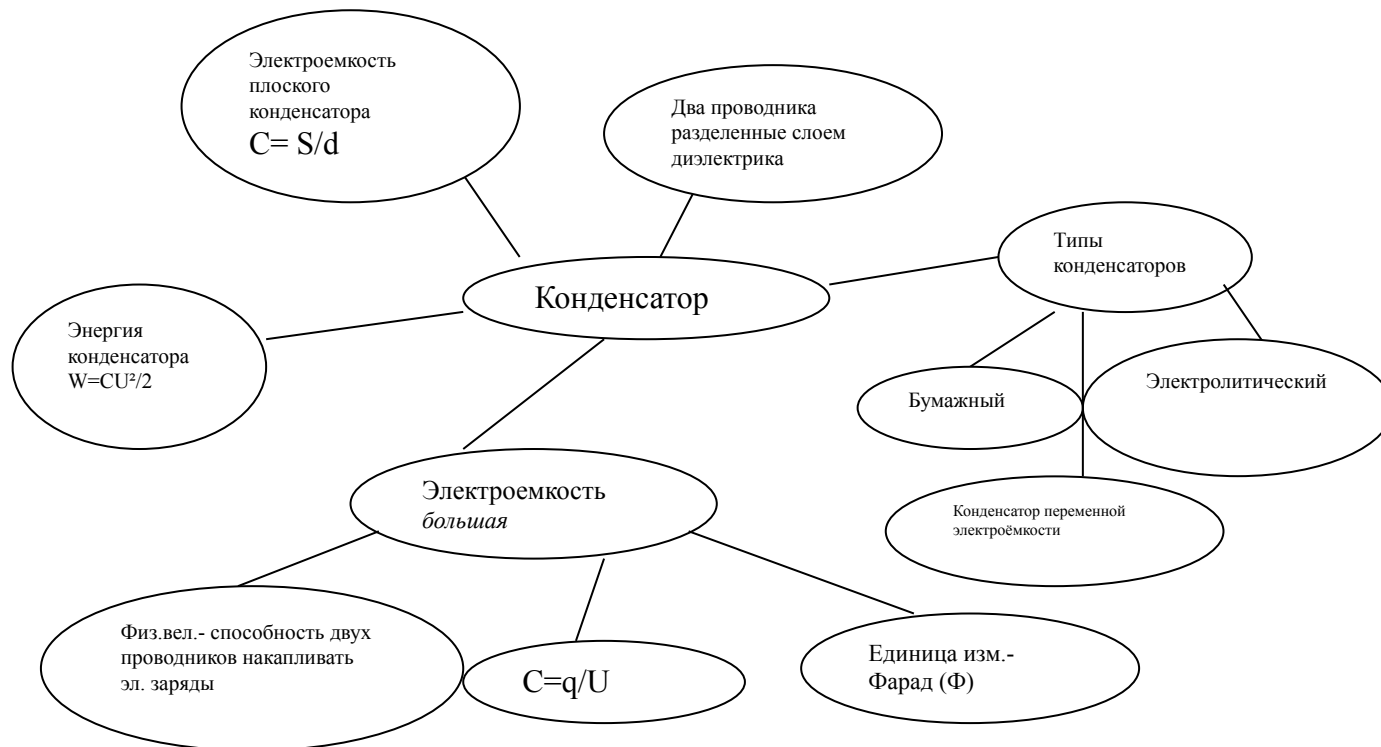 Электроемкость
плоского
конденсатора
C= S/d
Два проводника
разделенные слоем
диэлектрика
Типы
конденсаторов
Конденсатор
Энергия
конденсатора
W=CU²/2
Бумажный
Электролитический
Электроемкость
большая
Конденсатор переменной
электроёмкости
Физ.вел.- способность двух
проводников накапливать
эл. заряды
C=q/U
Единица изм.-
Фарад (Ф)